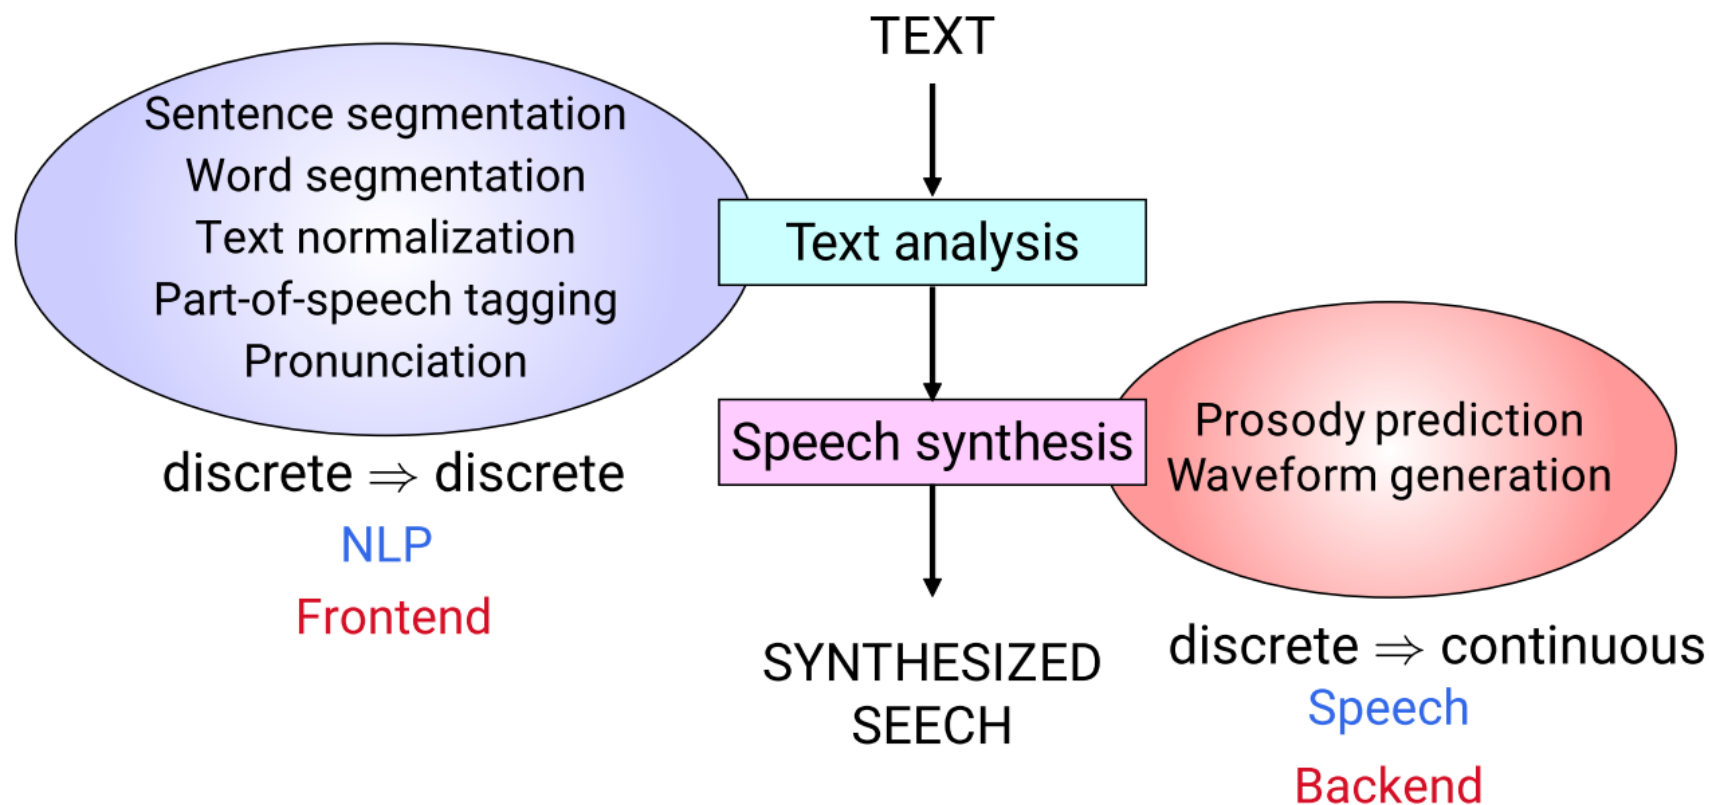 TEXT
Sentence segmentation
Word segmentation
Text normalization
Part-of-speech tagging
Pronunciation
Text analysis
discrete ⇒ discrete
NLP
Frontend
Speech synthesis
Prosody prediction
Waveform generation
discrete ⇒ continuous
Speech
Backend
SYNTHESIZED
SEECH